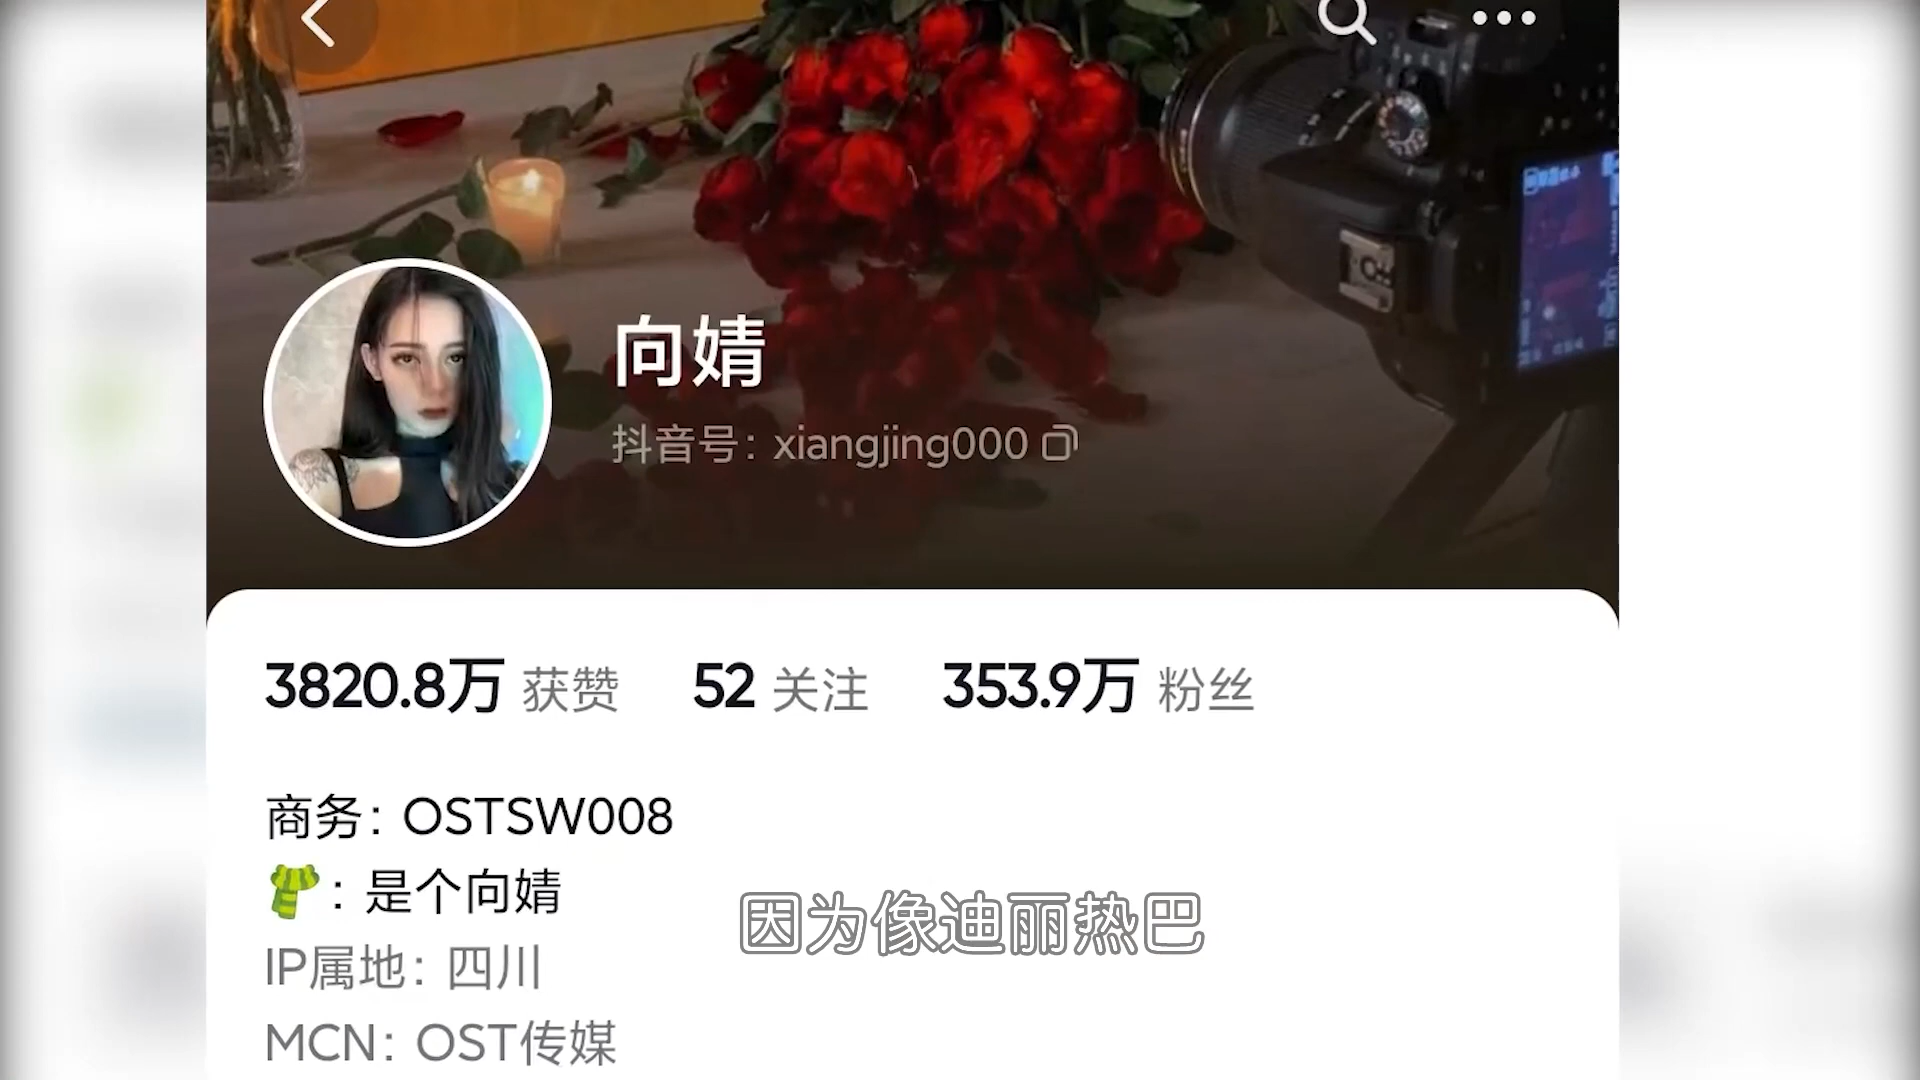 向婧
抖音号：xiangjing000
3820.8万 获赞 52 关注 353.9万 粉丝
商务：OSTSW008
：是个向婧
因为像迪丽热巴
IP属地：四川
MCN：OST传媒